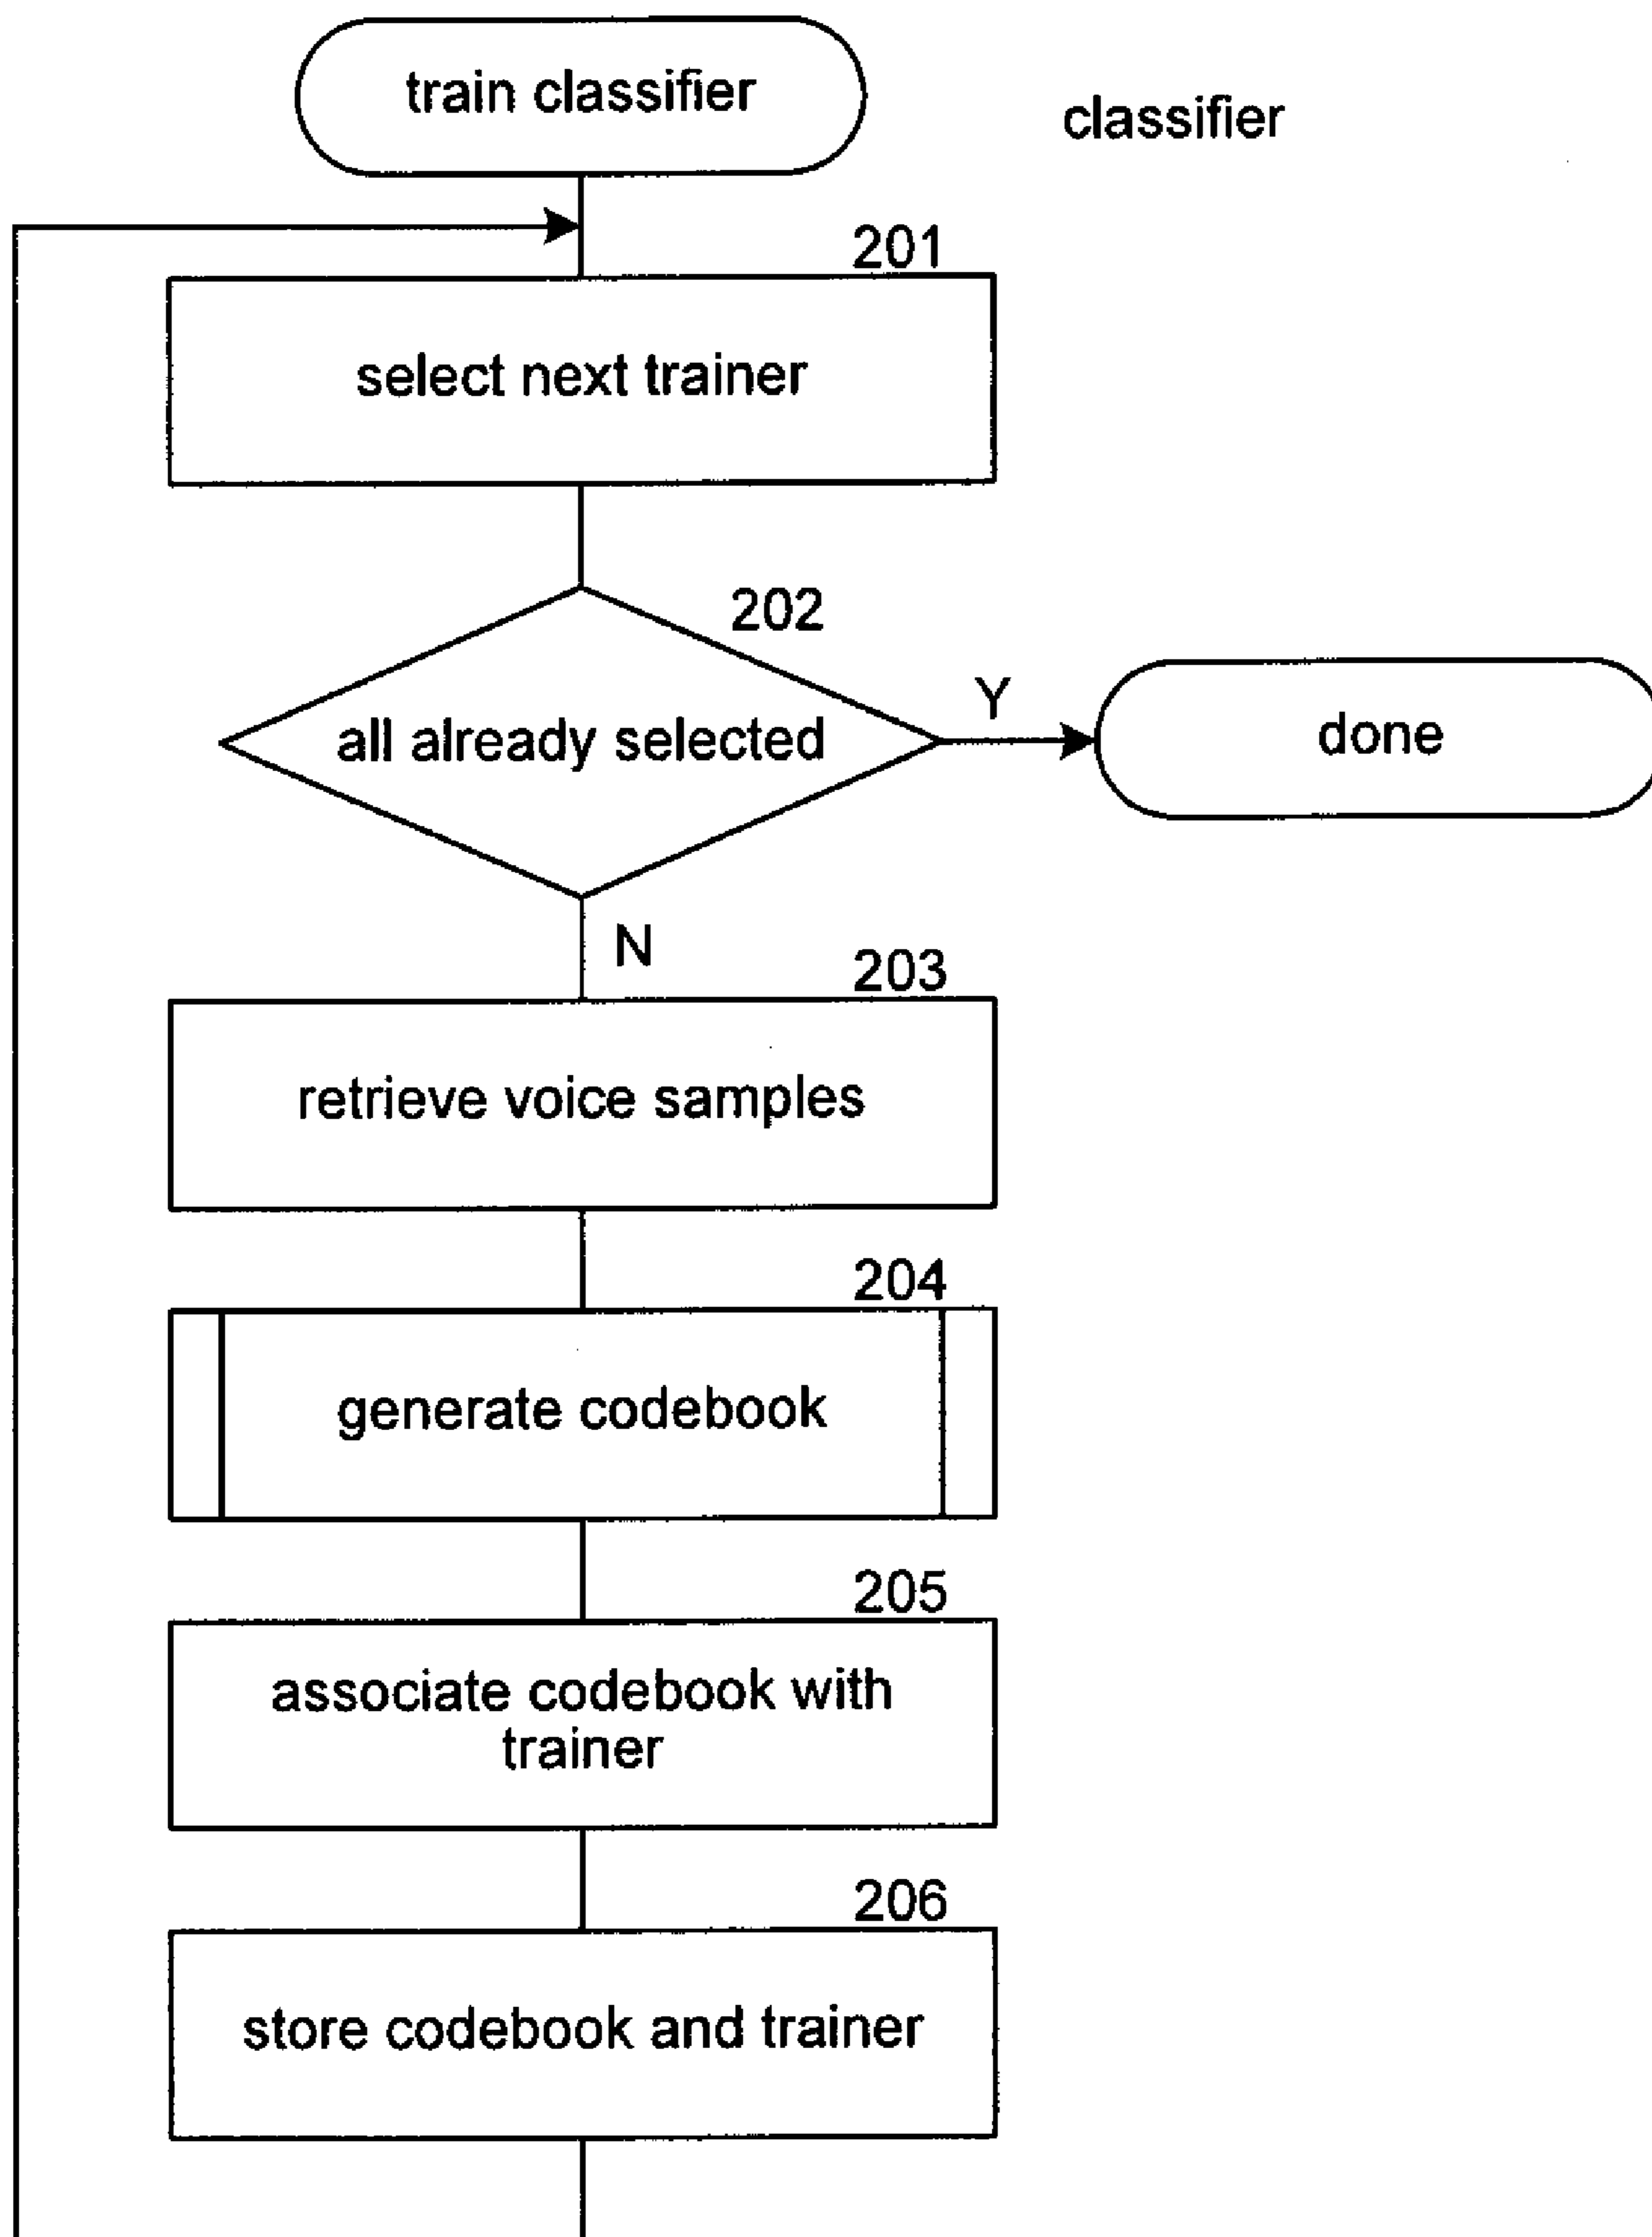 train classifier
classifier
201
select next trainer
202
all already selected
Y
done
N
203
retrieve voice samples
204
generate codebook
205
associate codebook with
trainer
206
store codebook and trainer